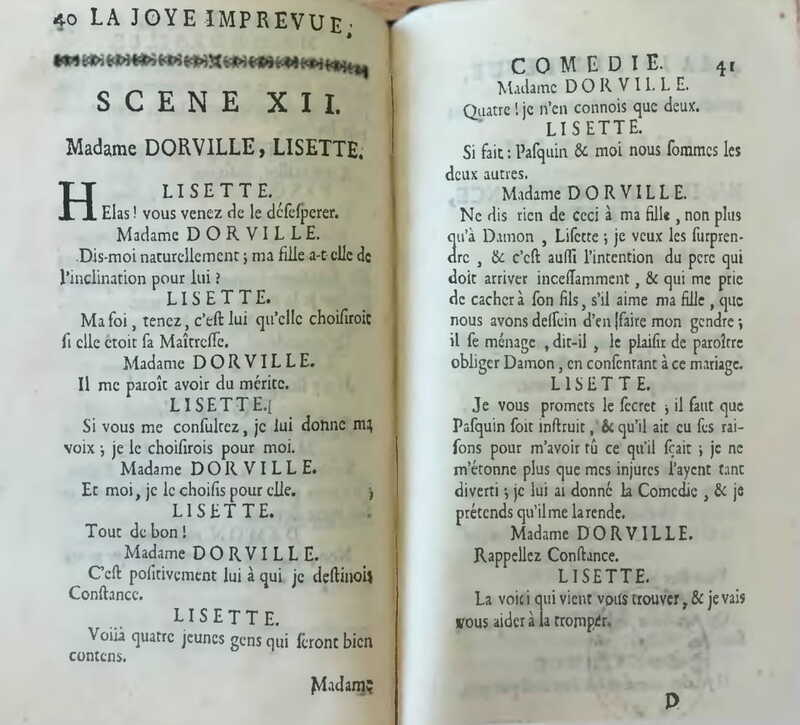 40 LA JOYE IMPREVUE,
SCENE XII.
Madame DORVILLE, LISETTE.
LISETTE.
HElas! vous venez de le désesperer.
Madame DORVILLE.
Dis-moi naturellement; ma fille a-t elle de
l'inclination pour lui?
LISETTE.
Ma foi, tenez, c'est lui qu'elle choisiroit
si elle étoit sa Maîtresse.
Madame DORVILLE.
Il me paroît avoir du mérite.
LISETTE.
Si vous me consultez, je lui donne ma
voix; je le choisirois pour moi.
Madame DORVILLE.
Et moi, je le choisis pour elle.
LISETTE.
Tout de bon!
Madame DORVILLE.
C'est positivement lui à qui je destinois
Constance.
LISETTE.
Voilà quatre jeunes gens qui seront bien
contens.
Madame
COMEDIE. 41
Madame DORVILLE.
Quatre! je n'en connois que deux.
LISETTE.
Si fait: Pasquin & moi nous sommes les
deux autres.
Madame DORVILLE.
Ne dis rien de ceci à ma fille, non plus
qu'à Damon, Lisette; je veux les surpren-
dre, & c'est aussi l'intention du pere qui
doit arriver incessamment, & qui me prie
de cacher à son fils, s'il aime ma fille, que
nous avons dessein d'en faire mon gendre;
il se ménage, dit-il, le plaisir de paroître
obliger Damon, en consentant à ce mariage.
LISETTE.
Je vous promets le secret; il faut que
Pasquin soit instruit, & qu'il ait eu ses rai-
sons pour m'avoir tû ce qu'il sçait; je ne
m'étonne plus que mes injures l'ayent tant
diverti; je lui ai donné la Comedie, & je
prétends qu'il me la rende.
Madame DORVILLE.
Rappellez Constance.
LISETTE.
La voici qui vient vous trouver, & je vais
vous aider à la tromper.
D